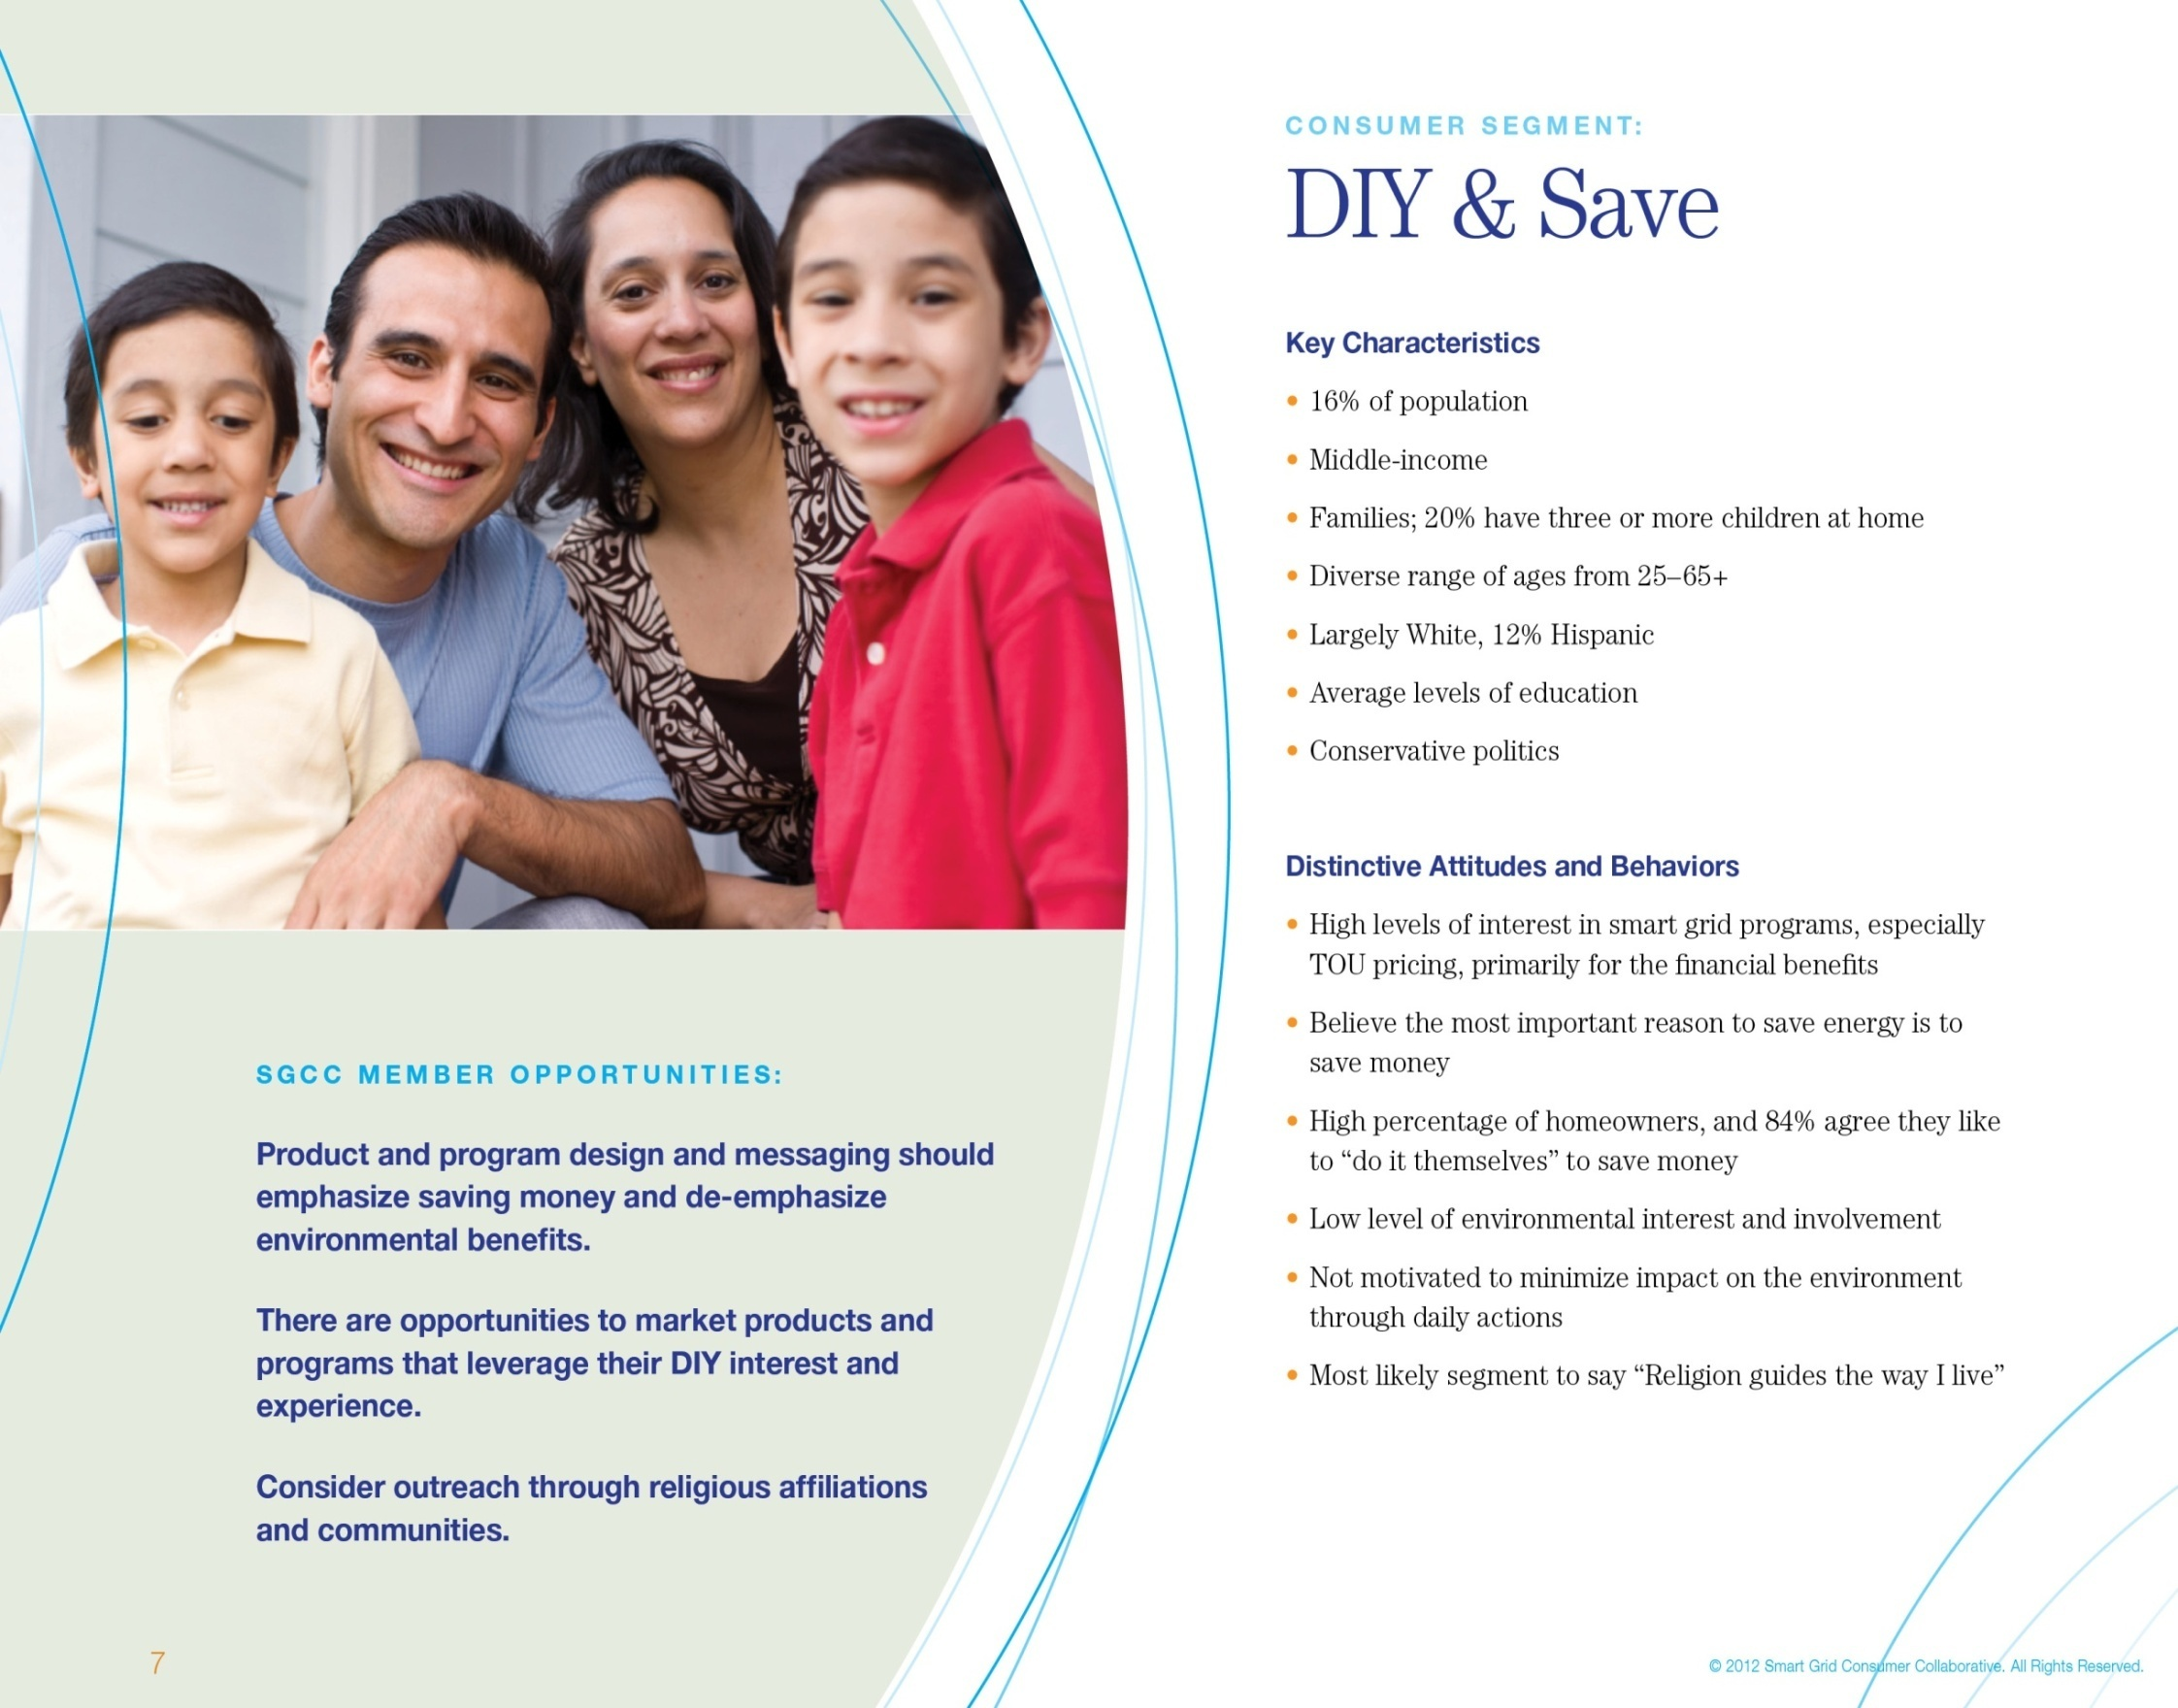 CONSUMER SEGMENT:
DIY & Save
Key Characteristics
• 16% of population
• Middle-income
• Families; 20% have three or more children at home
• Diverse range of ages from 25–65+
• Largely White, 12% Hispanic
• Average levels of education
• Conservative politics
Distinctive Attitudes and Behaviors
• High levels of interest in smart grid programs, especially
TOU pricing, primarily for the financial benefits
• Believe the most important reason to save energy is to
save money
• High percentage of homeowners, and 84% agree they like
to “do it themselves” to save money
• Low level of environmental interest and involvement
• Not motivated to minimize impact on the environment
through daily actions
• Most likely segment to say “Religion guides the way I live”
SGCC MEMBER OPPORTUNITIES:
Product and program design and messaging should
emphasize saving money and de-emphasize
environmental benefits.
There are opportunities to market products and
programs that leverage their DIY interest and
experience.
Consider outreach through religious affiliations
and communities.
7
© 2012 Smart Grid Consumer Collaborative. All Rights Reserved.